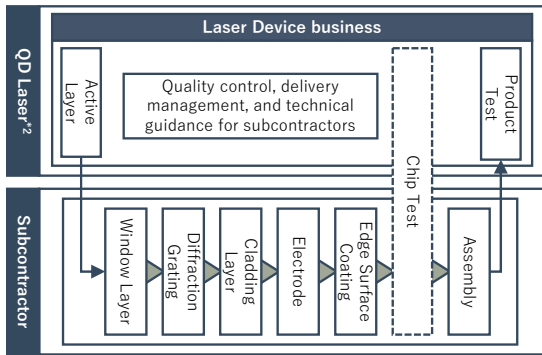 Laser Device business
QD Laser*2
Active
Layer
Quality control, delivery
management, and technical
guidance for subcontractors
Chip Test
Product
Test
Subcontractor
Window Layer
Diffraction
Grating
Cladding
Layer
Electrode
Edge Surface
Coating
Assembly